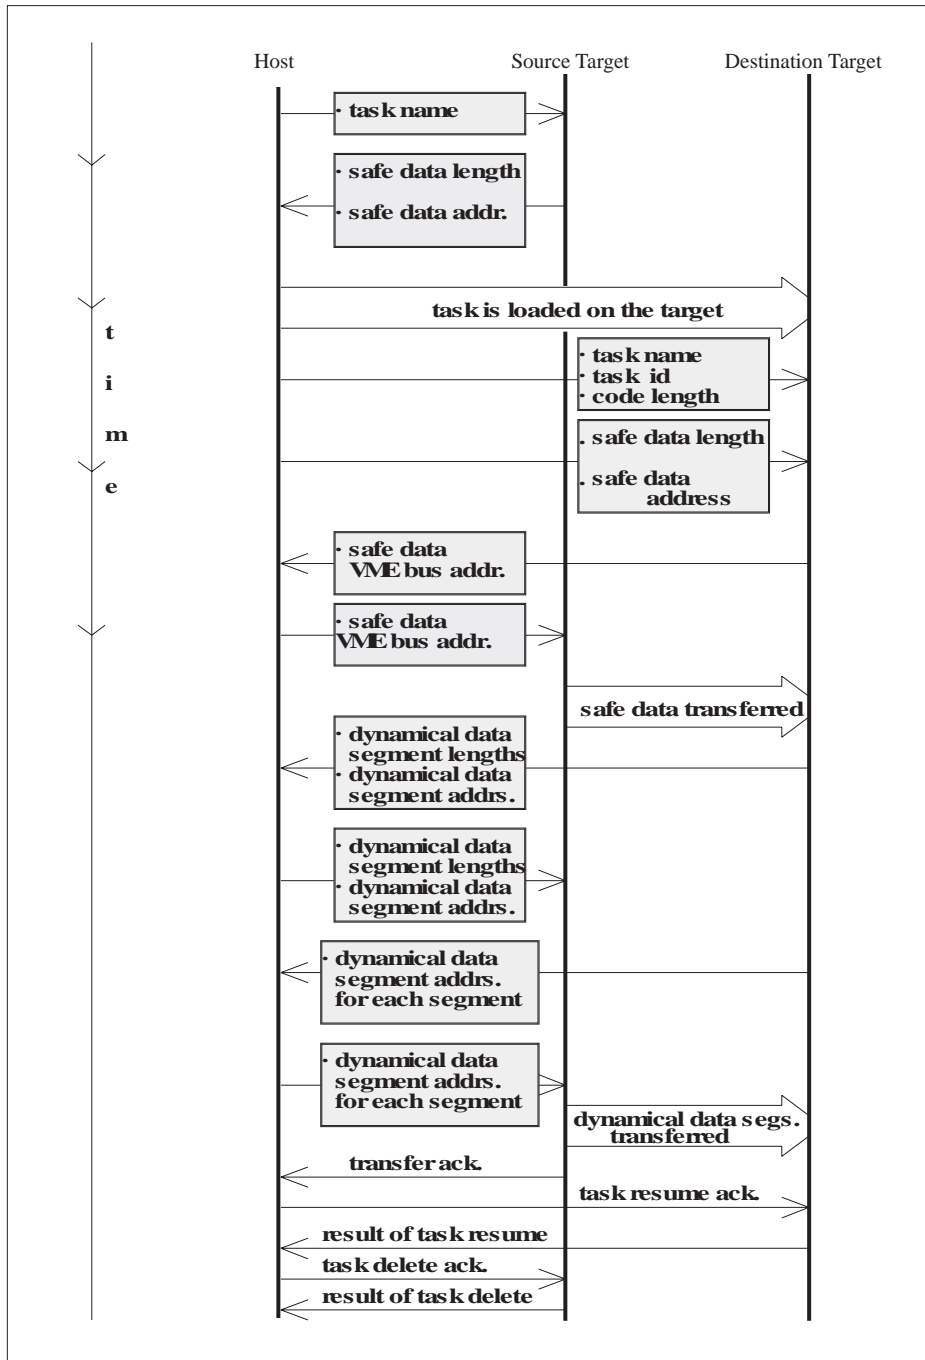 Host Source Target Destination Target
· task name
· safe data length
· safe data addr.
task is loaded on the target
t
i
m
e
· task name
· task id
· code length
. safe data length
. safe data
address
· safe data
VME bus addr.
· safe data
VME bus addr.
safe data transferred
· dynamical data
segment lengths
· dynamical data
segment addrs.
· dynamical data
segment lengths
· dynamical data
segment addrs.
· dynamical data
segment addrs.
for each segment
· dynamical data
segment addrs.
for each segment
dynamical data segs.
transferred
transfer ack.
task resume ack.
result of task resume
task delete ack.
result of task delete